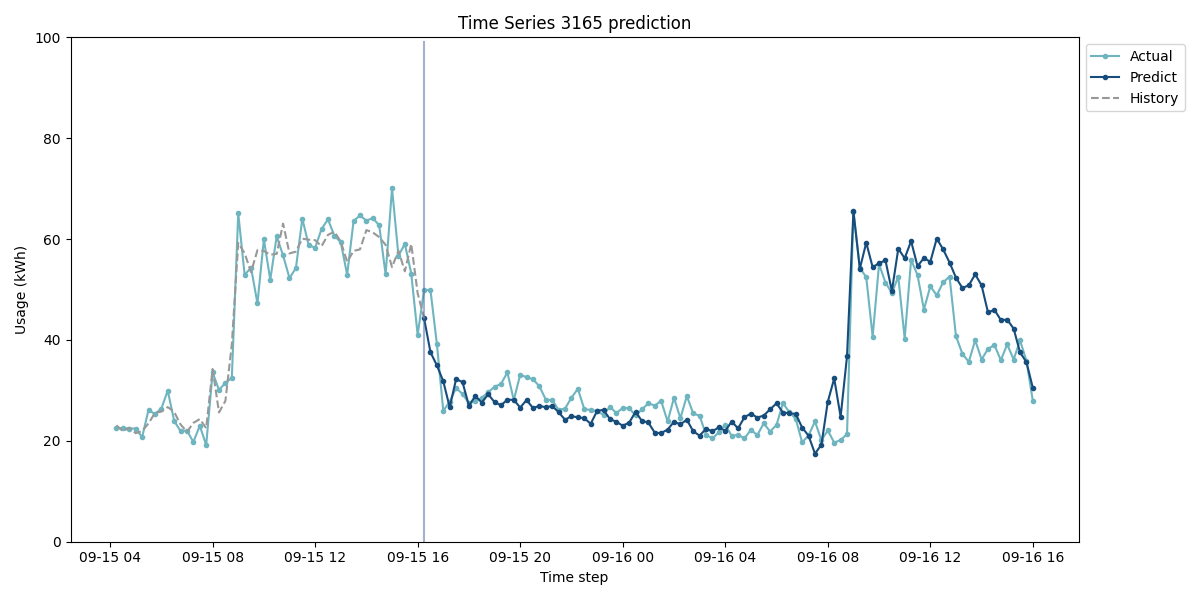 Time Series 3165 prediction
100
80
60
40
20
0
Usage (kWh)
09-15 04
09-15 08
09-15 12
09-15 16
09-15 20
09-16 00
09-16 04
09-16 08
09-16 12
09-16 16
Time step
Actual
Predict
History